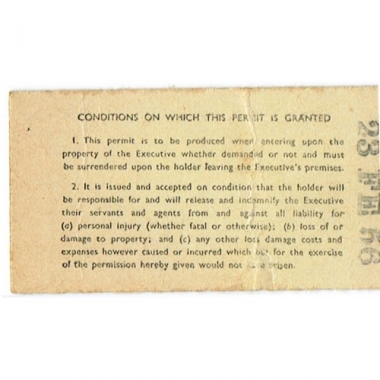 CONDITIONS ON WHICH THIS PERMIT IS GRANTED
1. This permit is to be produced when entering upon the
property of the Executive whether demanded or not and must
be surrendered upon the holder leaving the Executive's premises.
2. It is issued and accepted on condition that the holder will
be responsible for and will release and indemnify the Executive
their servants and agents from and against all liability for
(a) personal injury (whether fatal or otherwise); (b) loss of or
damage to property; and (c) any other loss damage costs and
expenses however caused or incurred which but for the exercise
of the permission hereby given would not have arisen.
23
66